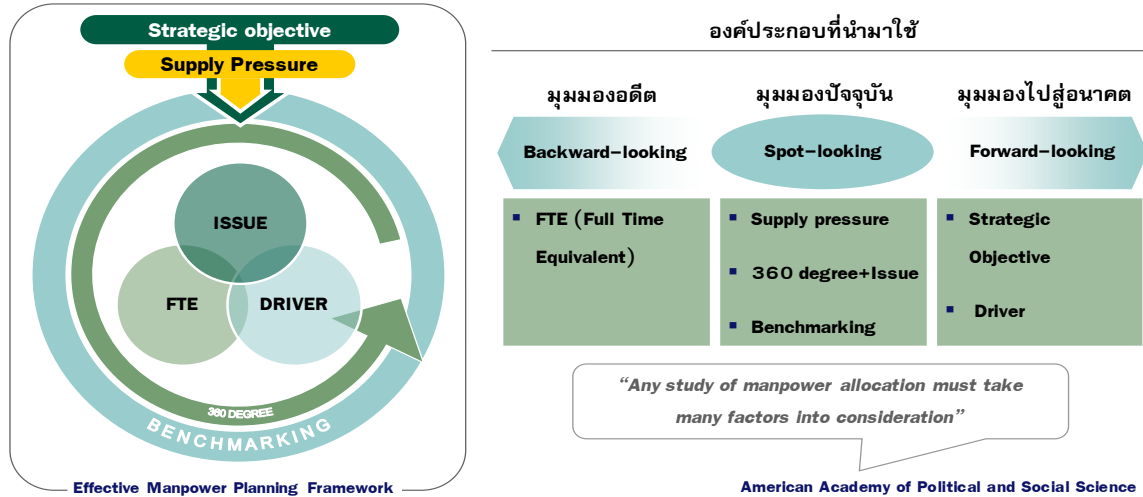 Strategic objective
Supply Pressure
ISSUE
FTE
DRIVER
360 DEGREE
BENCHMARKING
Effective Manpower Planning Framework
องค์ประกอบที่นำมาใช้
มุมมองอดีต
มุมมองปัจจุบัน
มุมมองไปสู่อนาคต
Backward-looking
Spot-looking
Forward-looking
▪ FTE (Full Time
Equivalent)
▪ Supply pressure
▪ 360 degree+Issue
▪ Benchmarking
▪ Strategic
Objective
▪ Driver
“Any study of manpower allocation must take
many factors into consideration”
American Academy of Political and Social Science